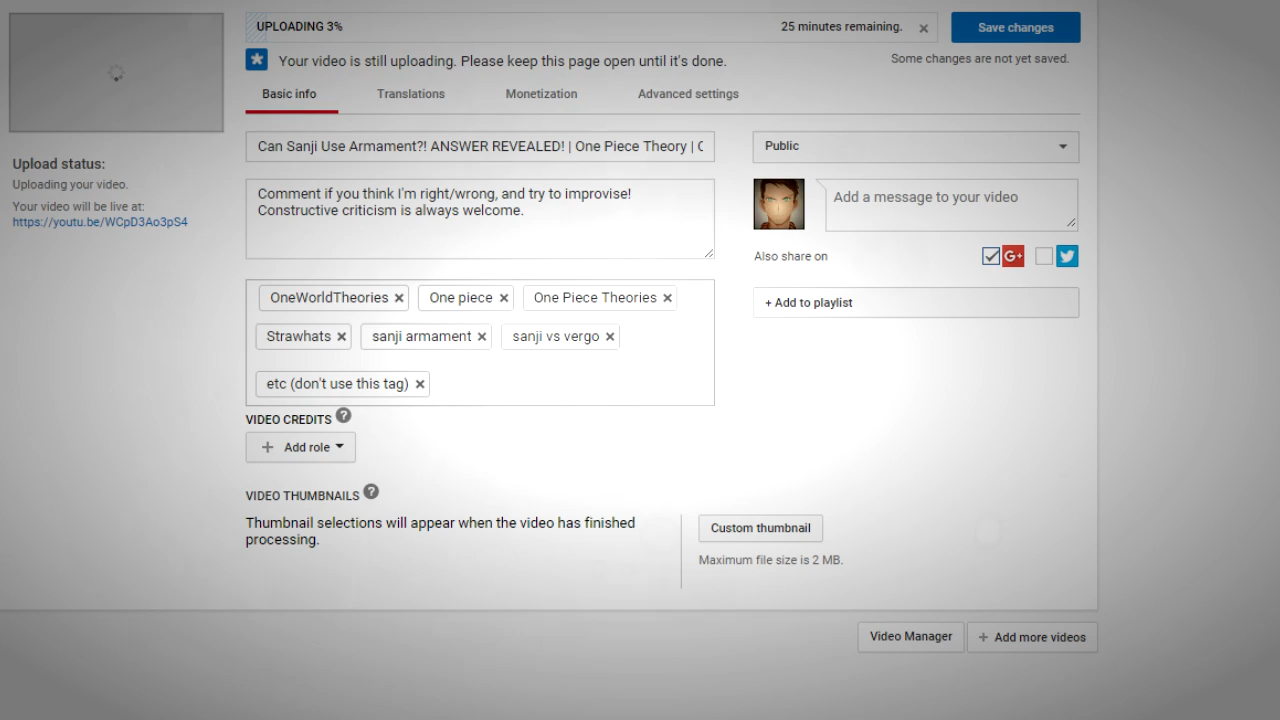 UPLOADING 3%
25 minutes remaining.
Save changes
Your video is still uploading. Please keep this page open until it's done.
Some changes are not yet saved.
Basic info
Translations
Monetization
Advanced settings
Upload status:
Uploading your video.
Your video will be live at:
https://youtu.be/WCpD3Ao3pS4
Can Sanji Use Armament?! ANSWER REVEALED! | One Piece Theory |
Comment if you think I'm right/wrong, and try to improvise!
Constructive criticism is always welcome.
OneWorldTheories
One piece
One Piece Theories
Strawhats
sanji armament
sanji vs vergo
etc (don't use this tag)
VIDEO CREDITS ?
+ Add role
VIDEO THUMBNAILS ?
Thumbnail selections will appear when the video has finished
processing.
Custom thumbnail
Maximum file size is 2 MB.
Public
Add a message to your video
Also share on
G+
+ Add to playlist
Video Manager
+ Add more videos